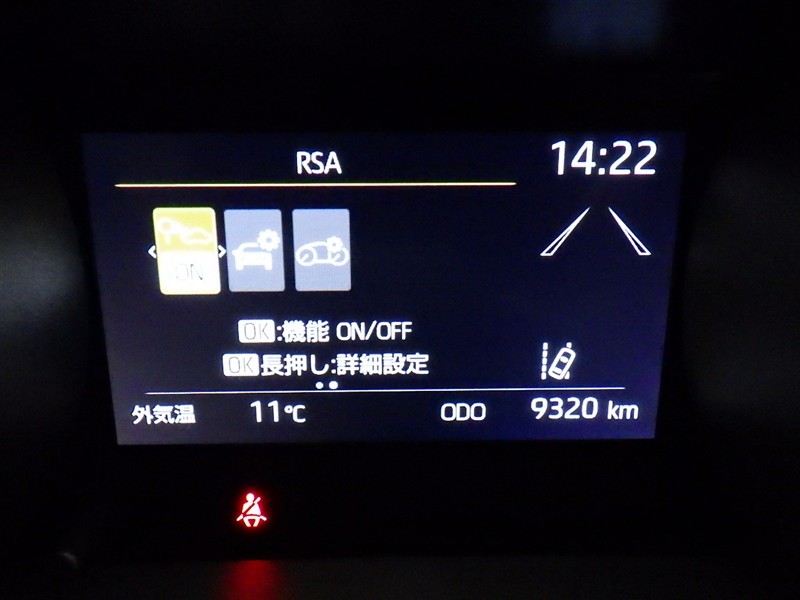 RSA
14:22
ON
OK:機能 ON/OFF
OK長押し:詳細設定
外気温 11℃ ODO 9320 km